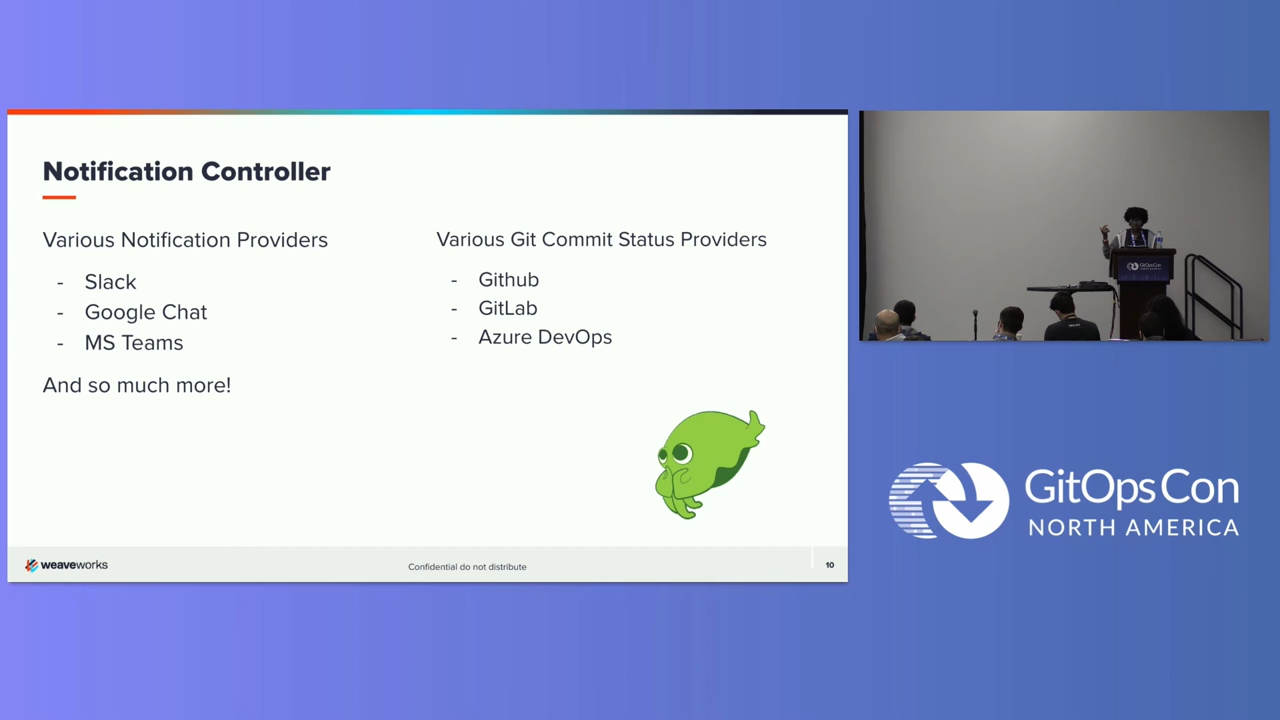 Notification Controller
Various Notification Providers
- Slack
- Google Chat
- MS Teams
And so much more!
Various Git Commit Status Providers
- Github
- GitLab
- Azure DevOps
weaveworks
Confidential do not distribute
10
GitOpsCon
GitOpsCon
NORTH AMERICA